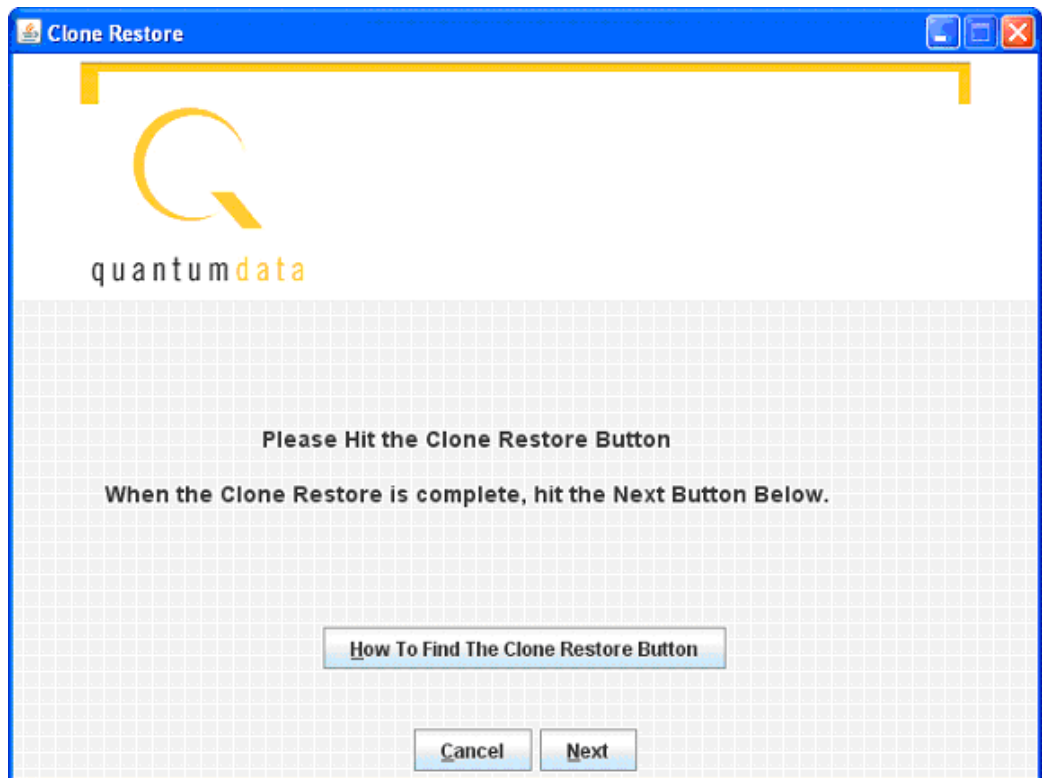 Clone Restore
quantumdata
Please Hit the Clone Restore Button
When the Clone Restore is complete, hit the Next Button Below.
How To Find The Clone Restore Button
Cancel Next